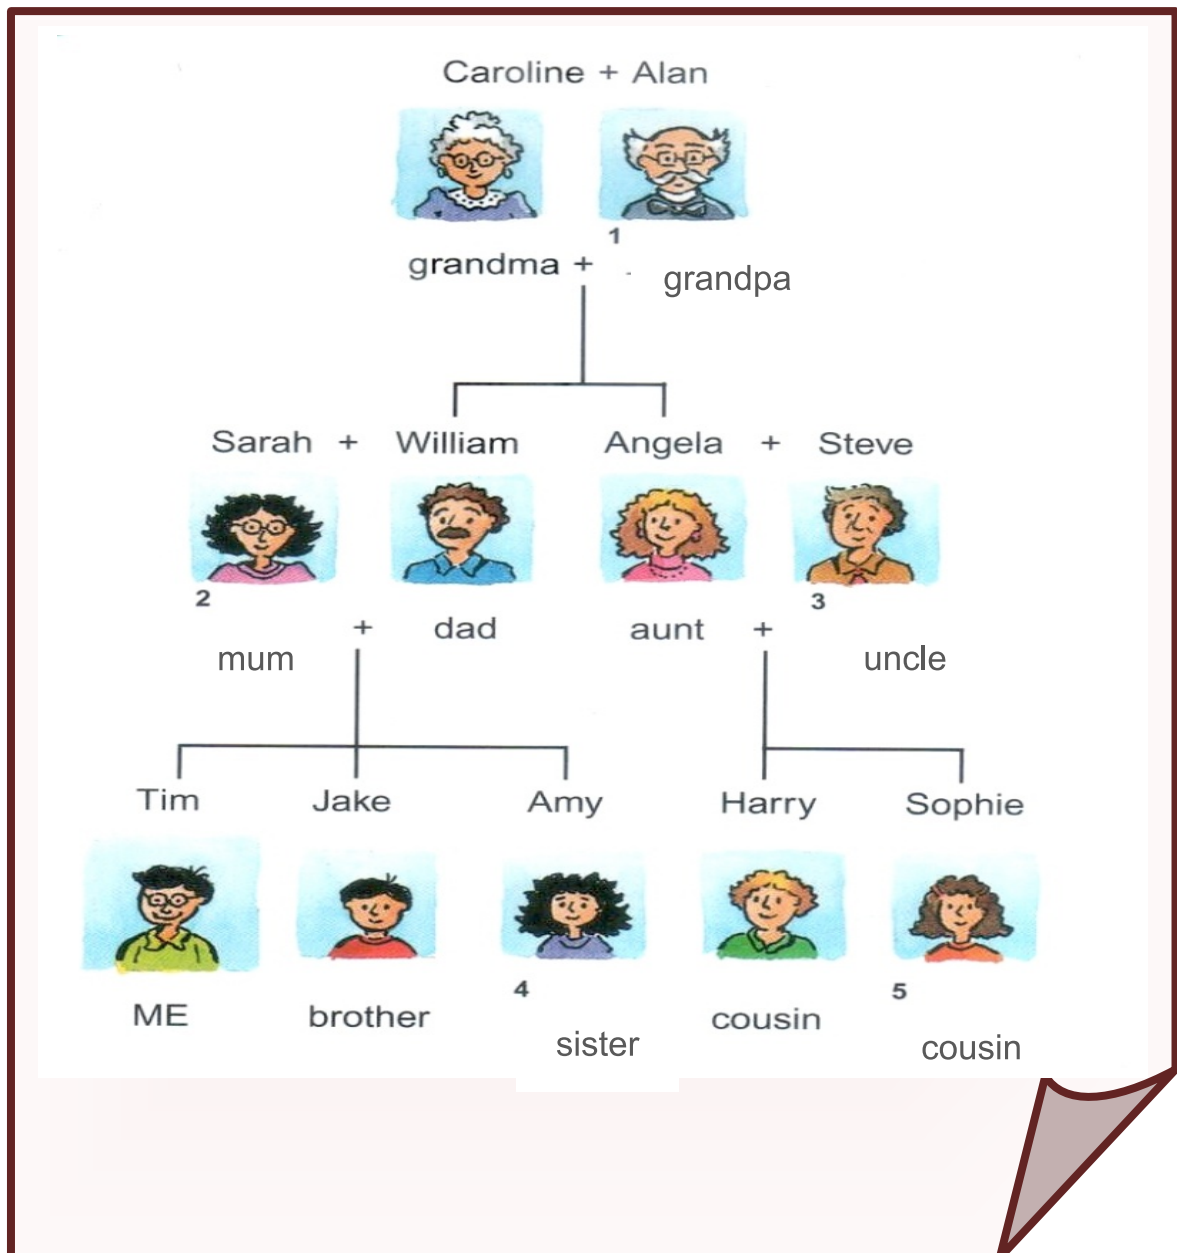 Caroline + Alan
1
grandma +
grandpa
Sarah + William Angela + Steve
2 3
+ dad aunt +
mum uncle
Tim Jake Amy Harry Sophie
4 5
ME brother cousin
sister cousin